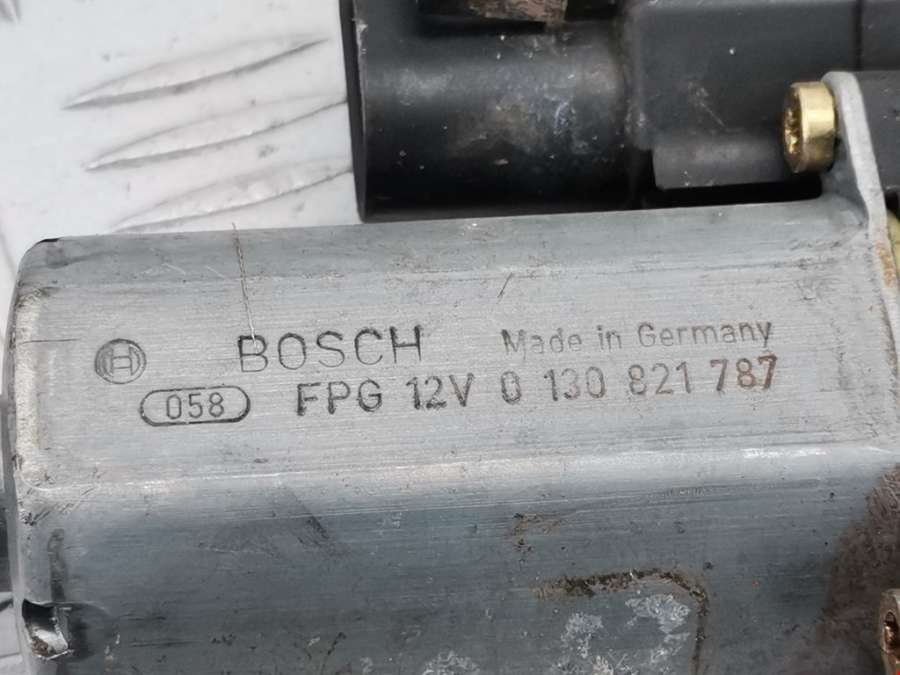 BOSCH Made in Germany
058 FPG 12V 0 130 821 787